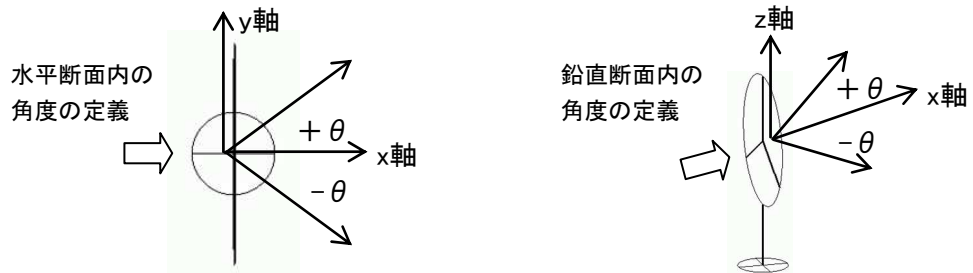 y軸
水平断面内の
角度の定義
＋θ
x軸
-θ
z軸
鉛直断面内の
角度の定義
＋θ
x軸
-θ